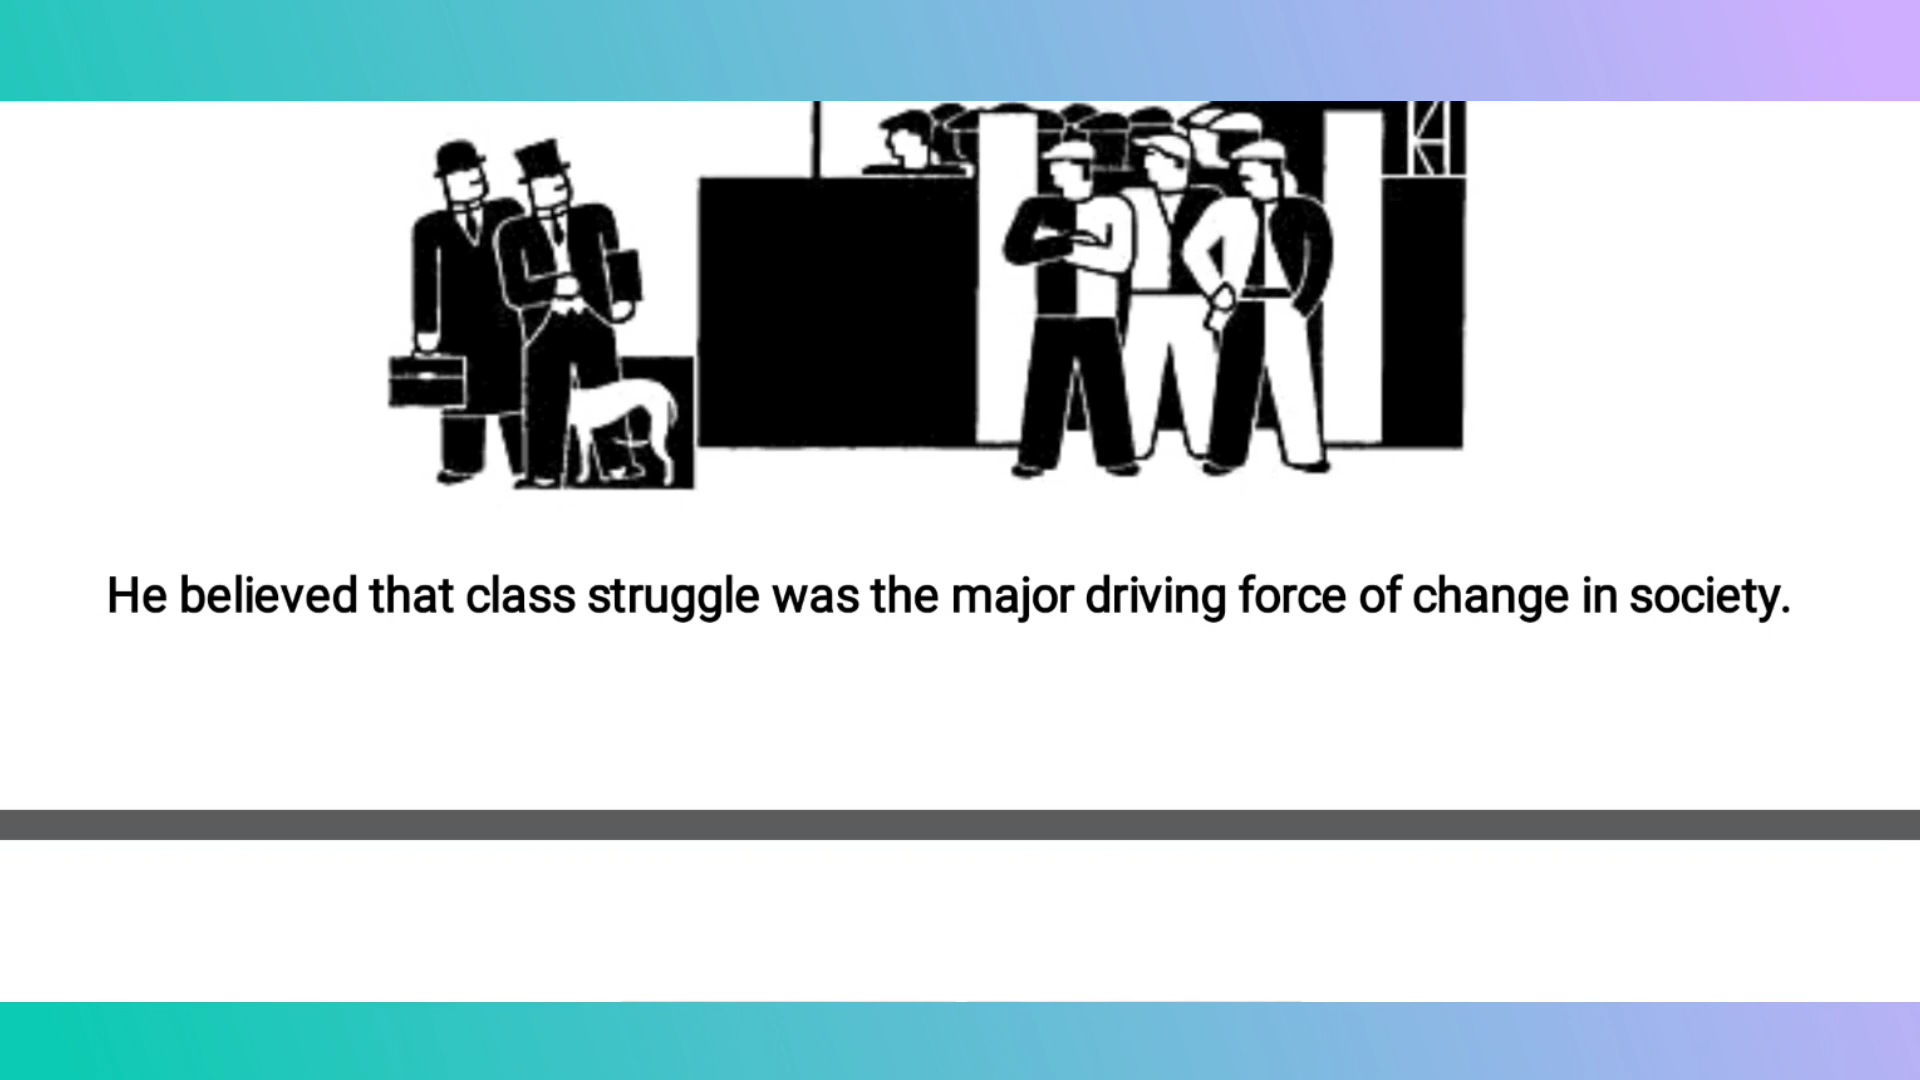 He believed that class struggle was the major driving force of change in society.